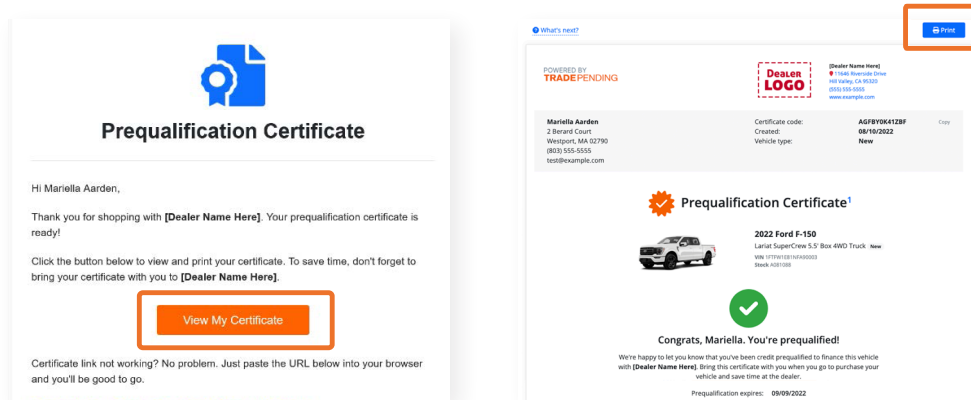 Prequalification Certificate
Hi Mariella Aarden,
Thank you for shopping with [Dealer Name Here]. Your prequalification certificate is
ready!
Click the button below to view and print your certificate. To save time, don't forget to
bring your certificate with you to [Dealer Name Here].
View My Certificate
Certificate link not working? No problem. Just paste the URL below into your browser
and you'll be good to go.
What's next?
Print
POWERED BY
TRADEPENDING
DEALER
LOGO
[Dealer Name Here]
11646 Riverside Drive
Hill Valley, CA 95320
(555) 555-5555
www.example.com
Mariella Aarden
2 Berard Court
Westport, MA 02790
(803) 555-5555
test@example.com
Certificate code: AGFBY0K41ZBF Copy
Created: 08/10/2022
Vehicle type: New
Prequalification Certificate1
2022 Ford F-150
Lariat SuperCrew 5.5' Box 4WD Truck New
VIN 1FTFW1E81NFA90003
Stock A081088
Congrats, Mariella. You're prequalified!
We're happy to let you know that you've been credit prequalified to finance this vehicle
with [Dealer Name Here]. Bring this certificate with you when you go to purchase your
vehicle and save time at the dealer.
Prequalification expires: 09/09/2022